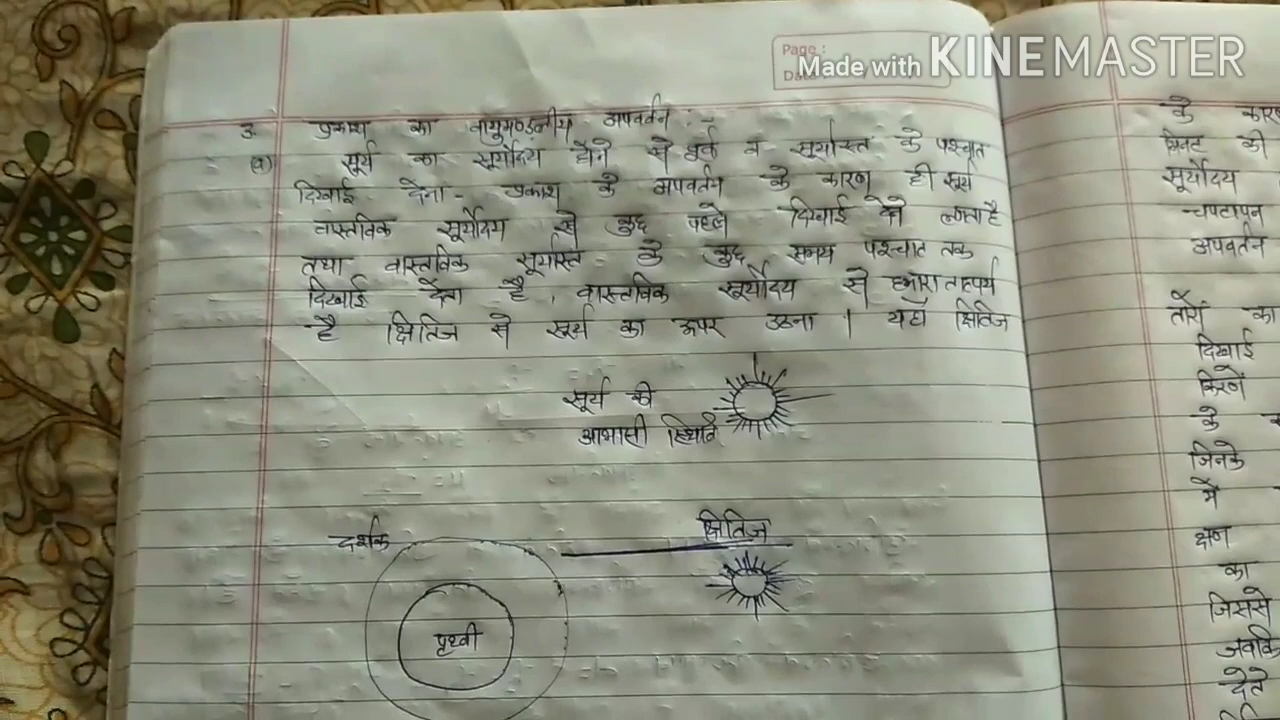 Page :
Made with KINEMASTER
3. प्रकाश का वायुमण्डलीय अपवर्तन :-
(a) सूर्य का सूर्योदय होने से पूर्व व सूर्यास्त के पश्चात
दिखाई देना - प्रकाश के अपवर्तन के कारण ही सूर्य
वास्तविक सूर्योदय से कुछ पहले दिखाई देने लगता है
तथा वास्तविक सूर्यास्त के कुछ समय पश्चात तक
दिखाई देता है , वास्तविक सूर्योदय से हमारा तात्पर्य
है क्षितिज से सूर्य का ऊपर उठना । यहाँ क्षितिज
सूर्य की
आभासी स्थिति
दर्शक
क्षितिज
पृथ्वी
के कारण
की
सूर्योदय
चपटापन
अपवर्तन
तारों का
दिखाई
किरणें
के
जिनके
में
क्षण
का
जिससे
जबकि
देते